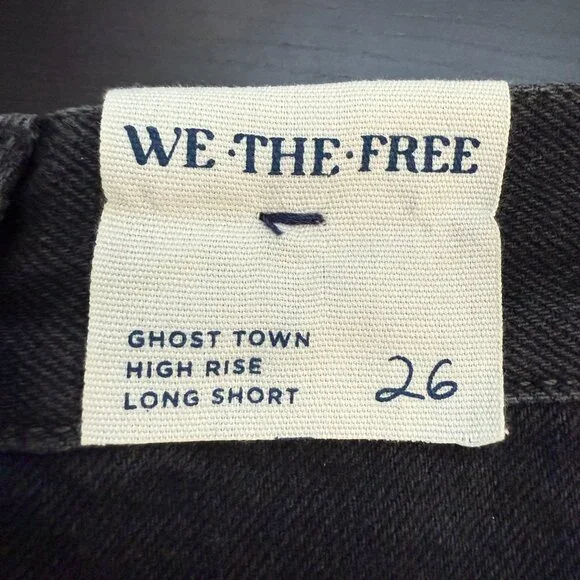 WE·THE·FREE
GHOST TOWN
HIGH RISE
LONG SHORT
26